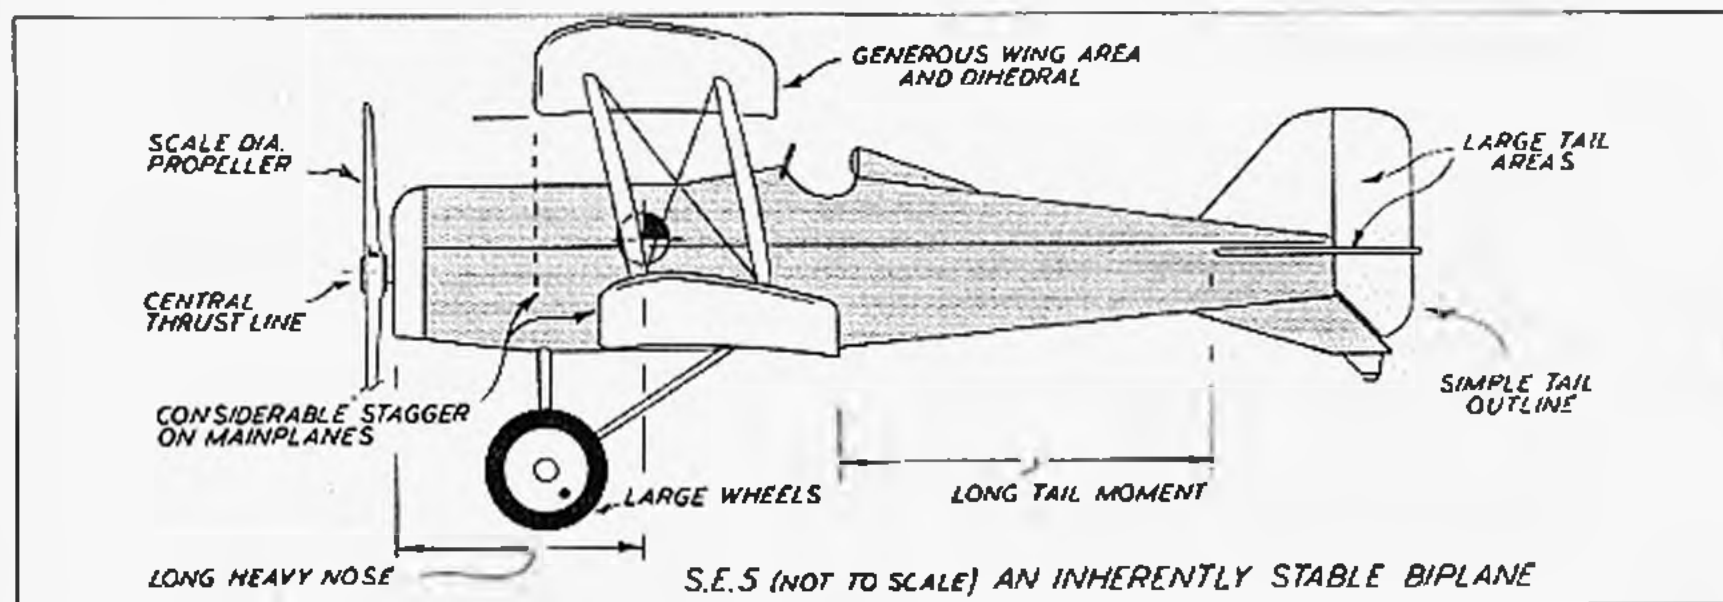 GENEROUS WING AREA
AND DIHEDRAL
SCALE DIA.
PROPELLER
LARGE TAIL
AREAS
CENTRAL
THRUST LINE
SIMPLE TAIL
OUTLINE
CONSIDERABLE STAGGER
ON MAINPLANES
LARGE WHEELS
LONG TAIL MOMENT
LONG HEAVY NOSE
S.E.5 (NOT TO SCALE) AN INHERENTLY STABLE BIPLANE